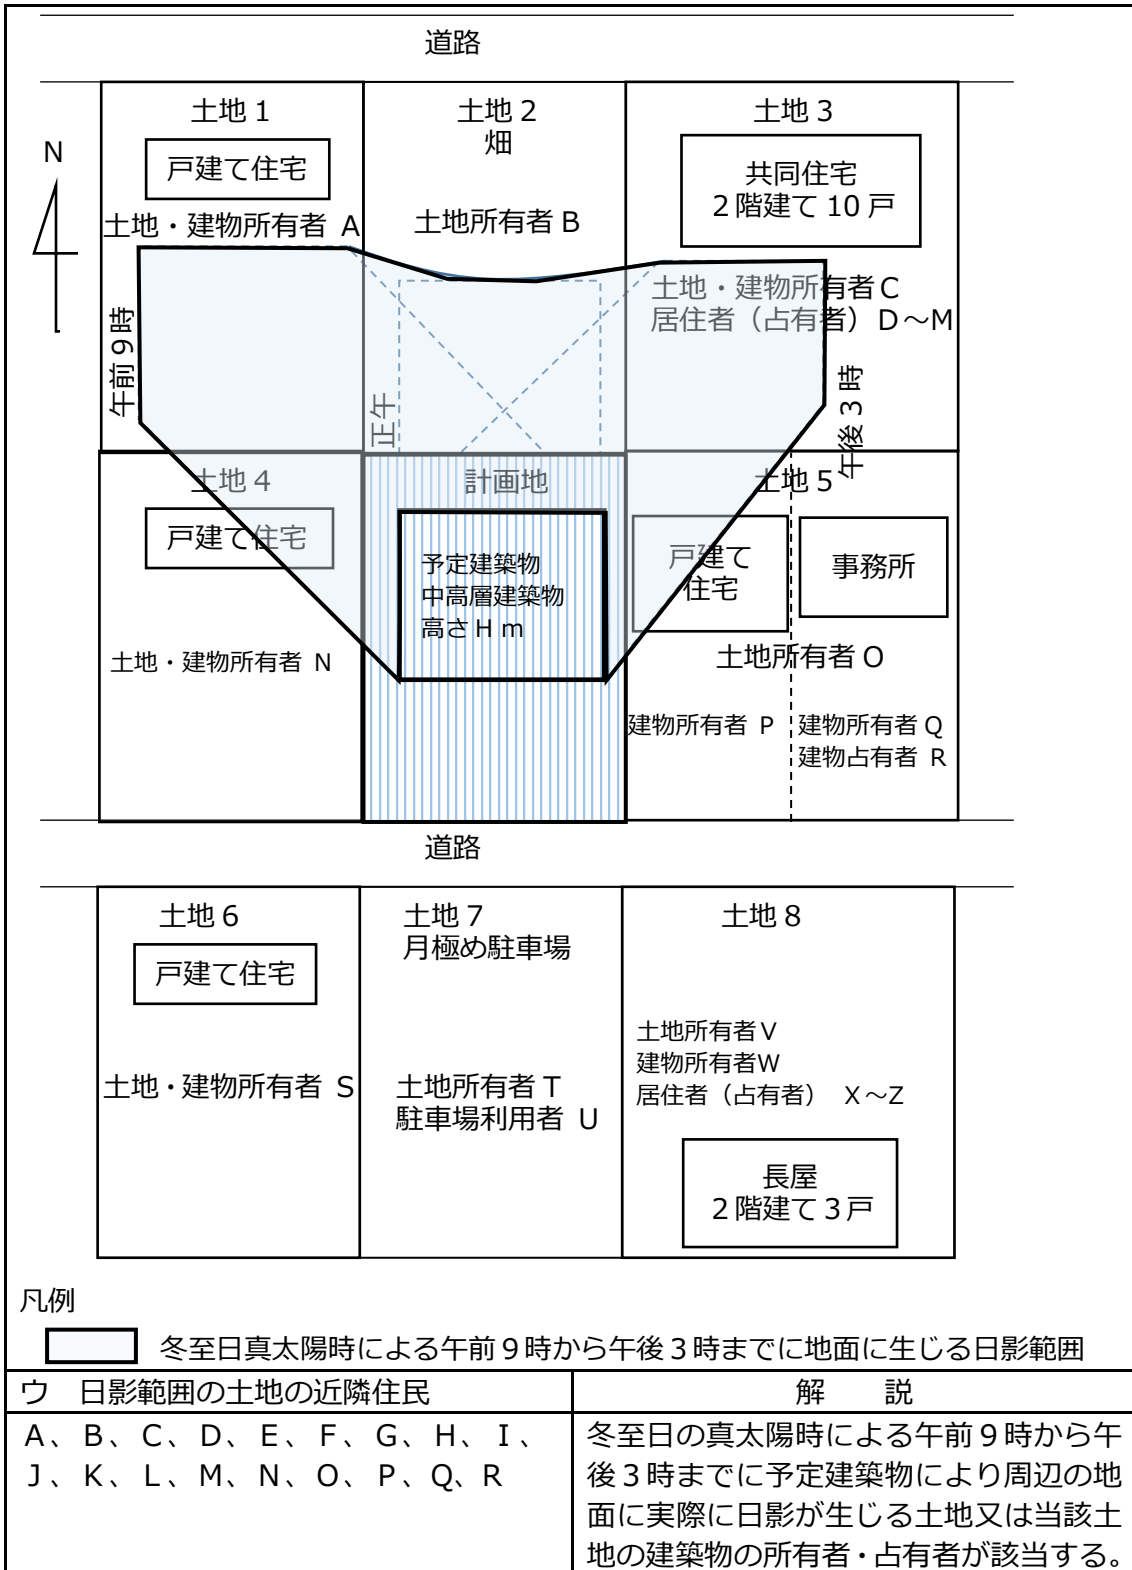 道路
土地１
戸建て住宅
土地・建物所有者 A
土地２
畑
土地所有者Ｂ
土地３
共同住宅
２階建て 10 戸
土地・建物所有者Ｃ
居住者（占有者）Ｄ～Ｍ
N
午前９時
正午
午後３時
土地４
戸建て住宅
土地・建物所有者 N
計画地
予定建築物
中高層建築物
高さＨｍ
土地５
戸建て
住宅
事務所
土地所有者Ｏ
建物所有者 P
建物所有者Ｑ
建物占有者 R
道路
土地６
戸建て住宅
土地・建物所有者 S
土地７
月極め駐車場
土地所有者Ｔ
駐車場利用者 U
土地８
土地所有者Ｖ
建物所有者Ｗ
居住者（占有者） Ｘ～Ｚ
長屋
２階建て３戸
凡例
冬至日真太陽時による午前９時から午後３時までに地面に生じる日影範囲
ウ　日影範囲の土地の近隣住民
解　説
Ａ、Ｂ、Ｃ、Ｄ、Ｅ、Ｆ、Ｇ、Ｈ、Ｉ、
Ｊ、Ｋ、Ｌ、Ｍ、Ｎ、Ｏ、Ｐ、Ｑ、Ｒ
冬至日の真太陽時による午前９時から午
後３時までに予定建築物により周辺の地
面に実際に日影が生じる土地又は当該土
地の建築物の所有者・占有者が該当する。